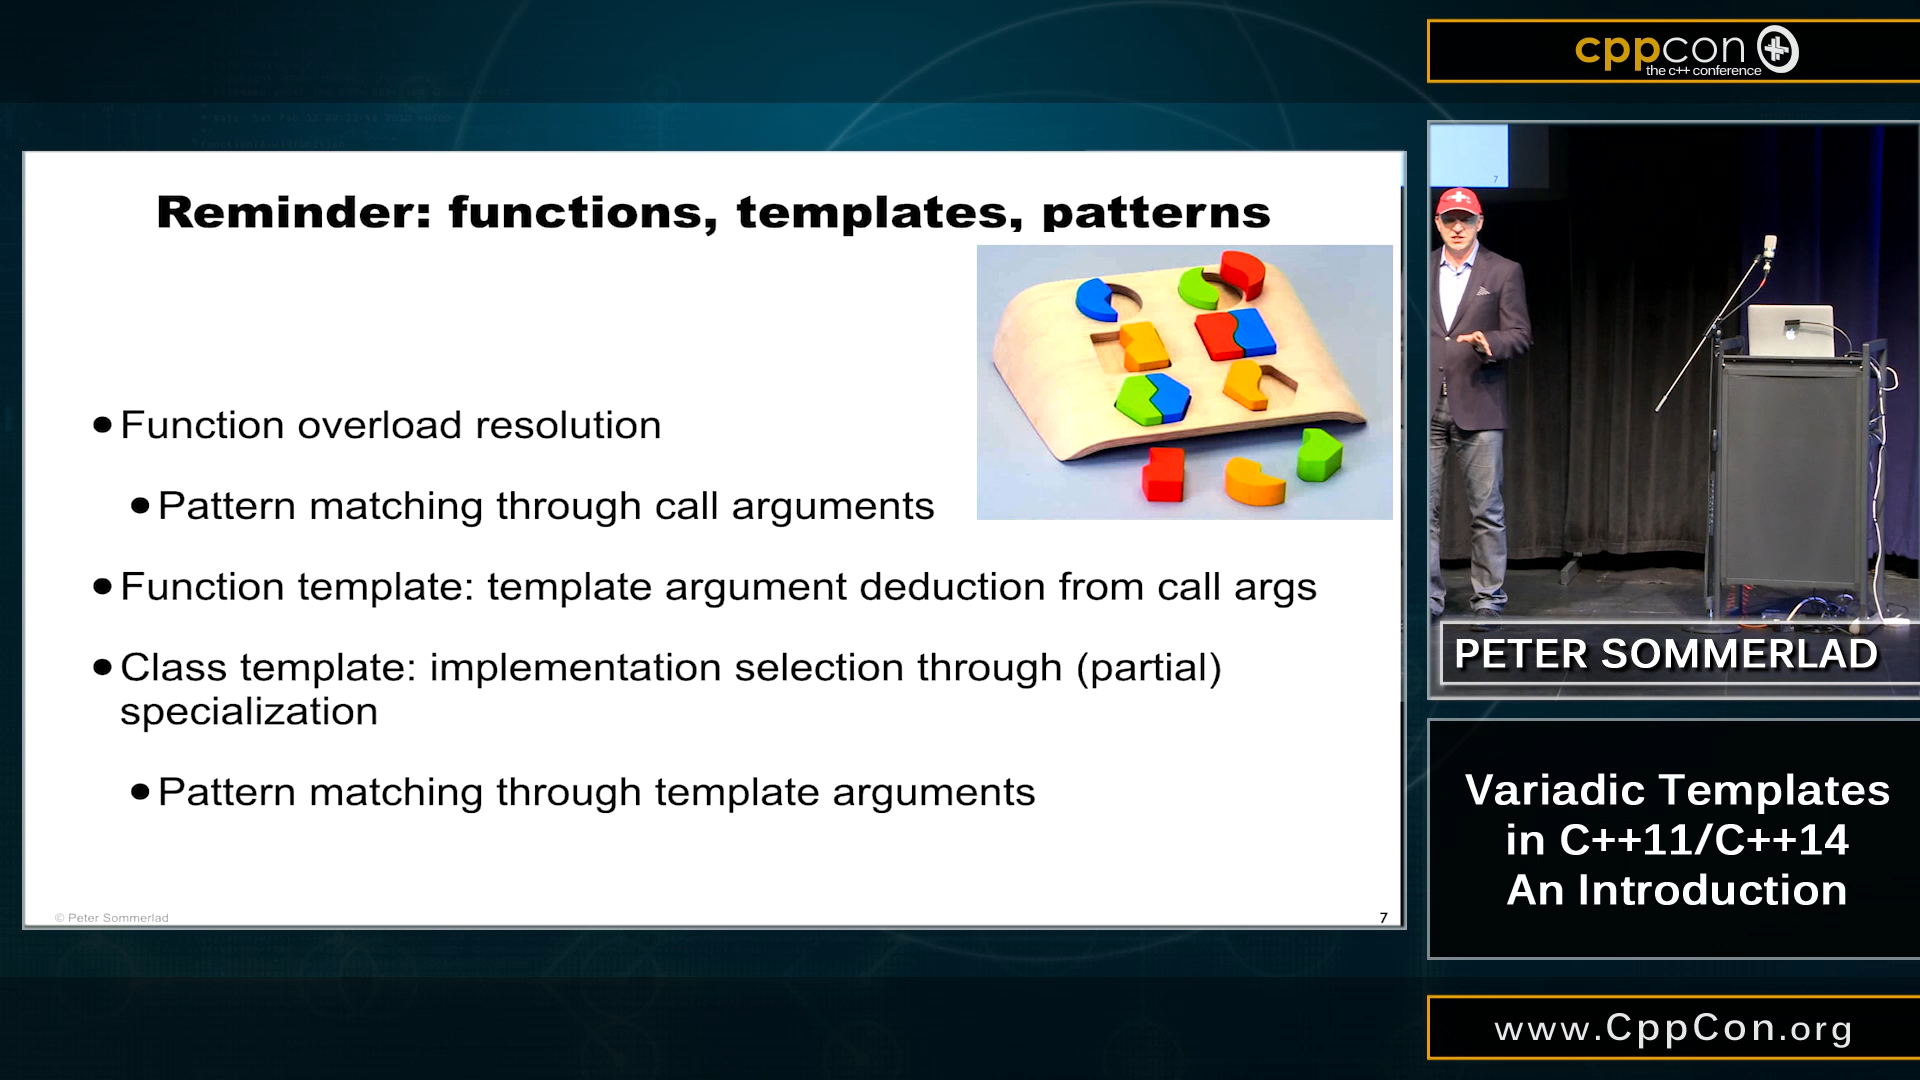 cppcon
the c++ conference
Reminder: functions, templates, patterns
• Function overload resolution
• Pattern matching through call arguments
• Function template: template argument deduction from call args
• Class template: implementation selection through (partial)
specialization
• Pattern matching through template arguments
© Peter Sommerlad
7
7
PETER SOMMERLAD
Variadic Templates
in C++11/C++14
An Introduction
www.CppCon.org